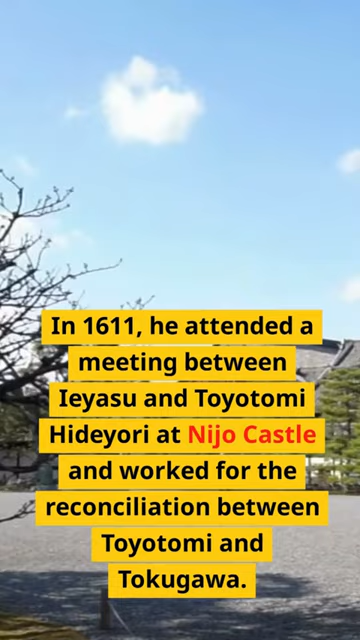 In 1611, he attended a
meeting between
Ieyasu and Toyotomi
Hideyori at Nijo Castle
and worked for the
reconciliation between
Toyotomi and
Tokugawa.